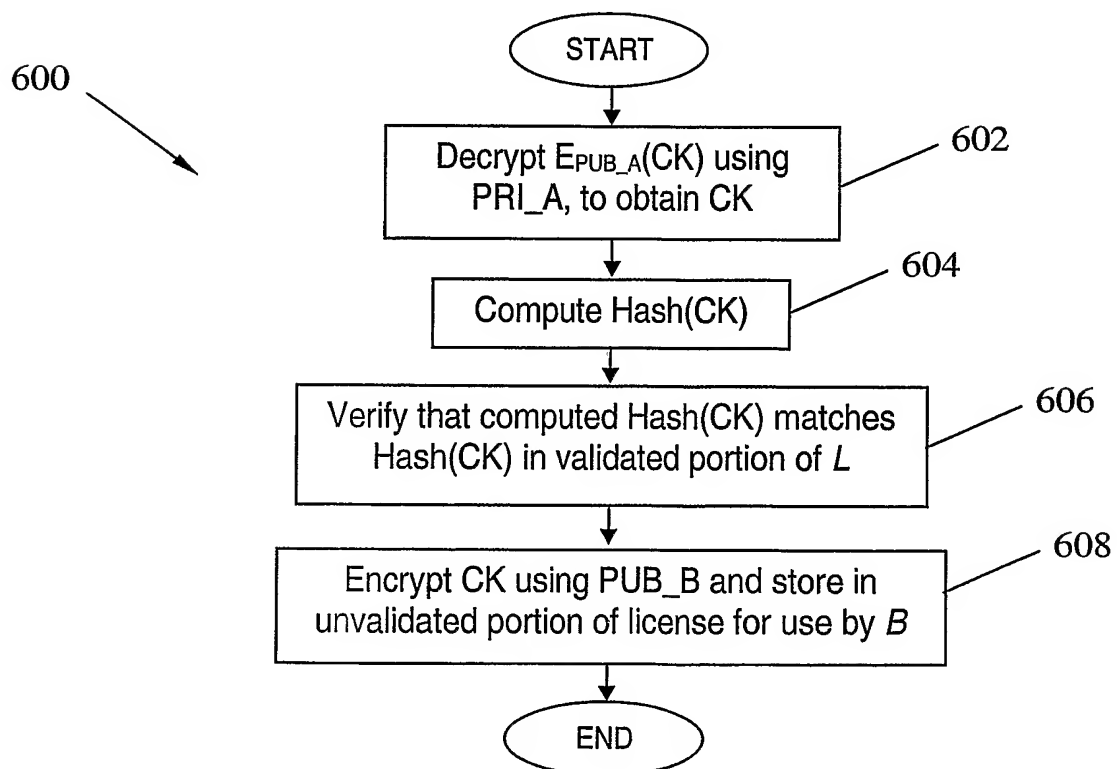 START
600
Decrypt EPUB_A(CK) using
PRI_A, to obtain CK
602
Compute Hash(CK)
604
Verify that computed Hash(CK) matches
Hash(CK) in validated portion of L
606
Encrypt CK using PUB_B and store in
unvalidated portion of license for use by B
608
END